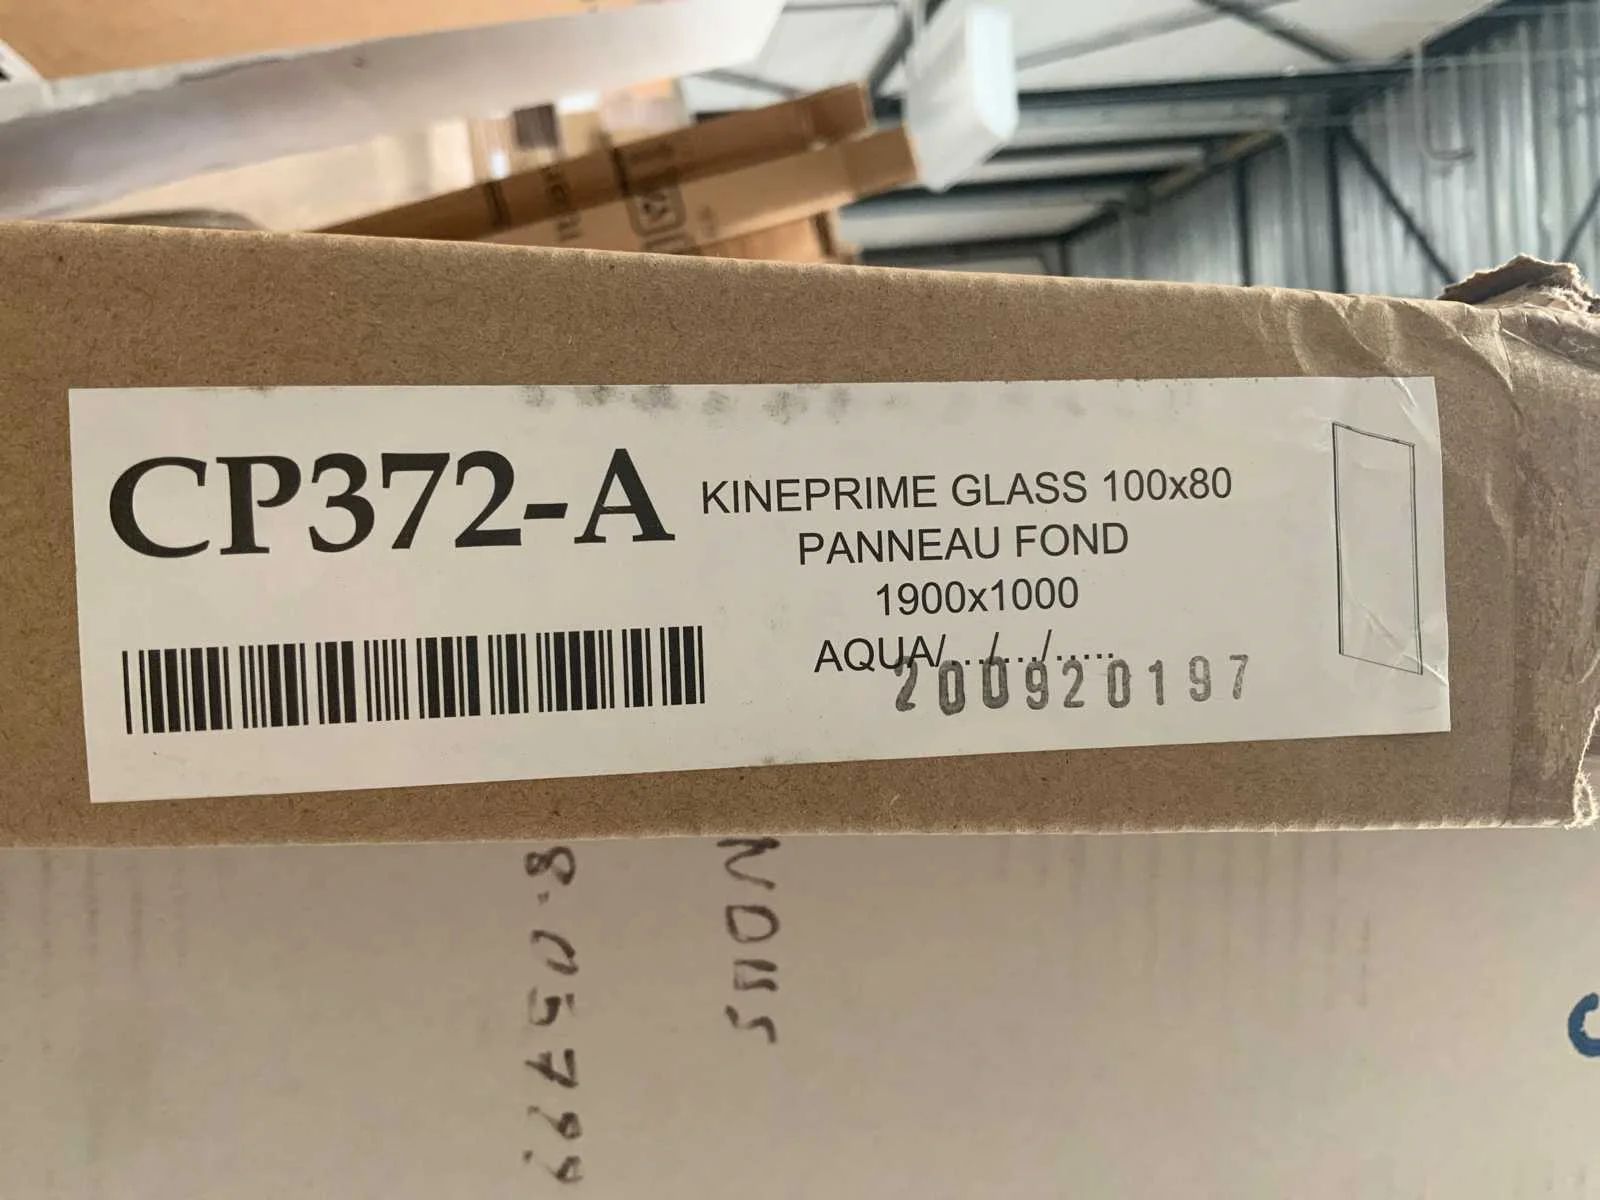 CP372-A
KINEPRIME GLASS 100x80
PANNEAU FOND
1900x1000
AQUA/...../...../.....
200920197